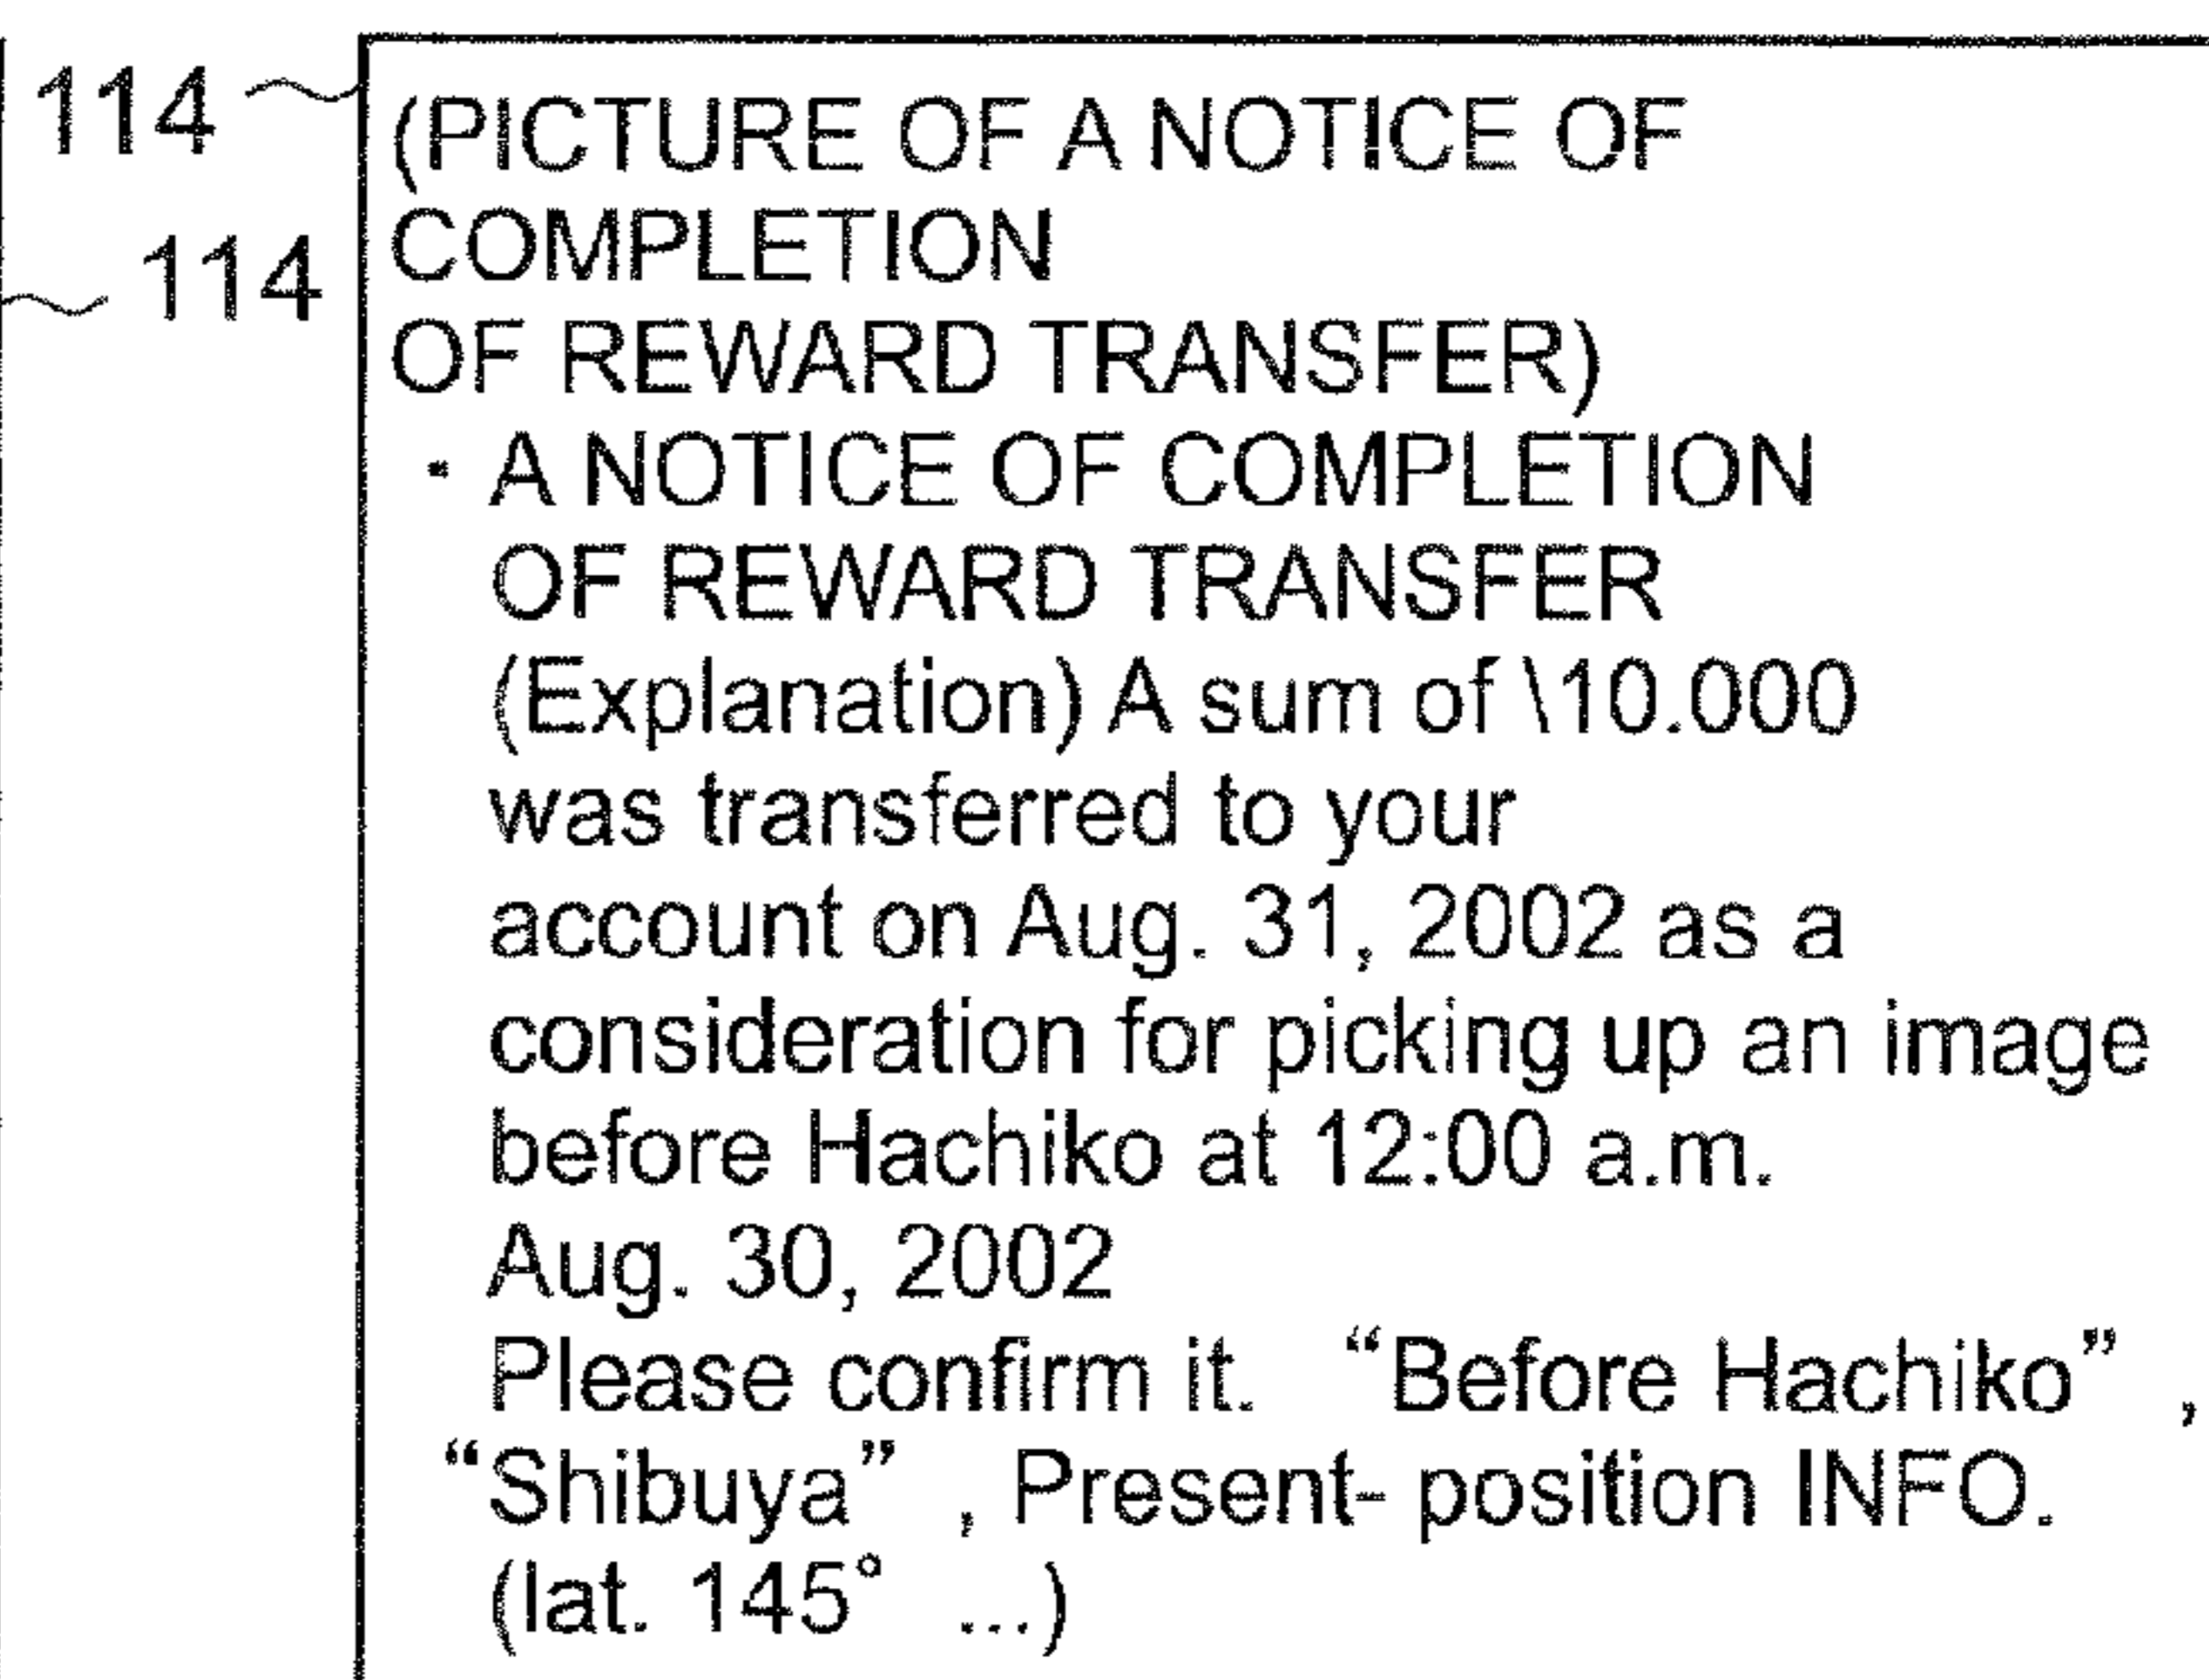 114
114
(PICTURE OF A NOTICE OF
COMPLETION
OF REWARD TRANSFER)
・ A NOTICE OF COMPLETION
OF REWARD TRANSFER
(Explanation) A sum of \10.000
was transferred to your
account on Aug. 31, 2002 as a
consideration for picking up an image
before Hachiko at 12:00 a.m.
Aug. 30, 2002
Please confirm it. “Before Hachiko” ,
“Shibuya” , Present- position INFO.
(lat. 145° ...)